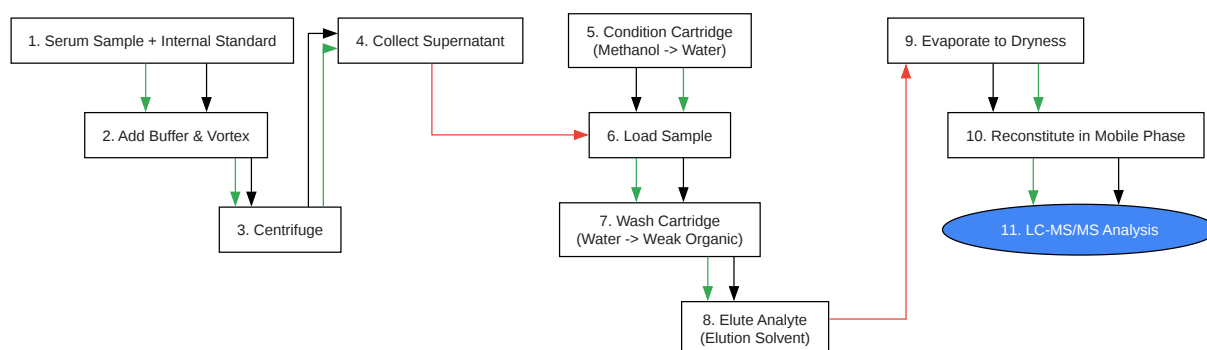 1. Serum Sample + Internal Standard
2. Add Buffer & Vortex
3. Centrifuge
4. Collect Supernatant
5. Condition Cartridge
(Methanol -> Water)
6. Load Sample
7. Wash Cartridge
(Water -> Weak Organic)
8. Elute Analyte
(Elution Solvent)
9. Evaporate to Dryness
10. Reconstitute in Mobile Phase
11. LC-MS/MS Analysis